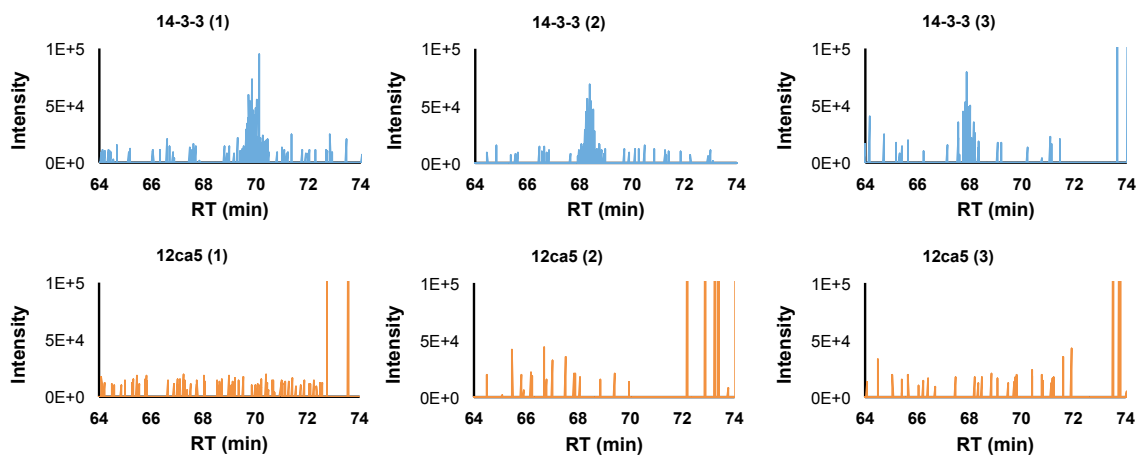 14-3-3 (1)
14-3-3 (2)
14-3-3 (3)
Intensity
1E+5
5E+4
0E+0
64 66 68 70 72 74
RT (min)
Intensity
1E+5
5E+4
0E+0
64 66 68 70 72 74
RT (min)
Intensity
1E+5
5E+4
0E+0
64 66 68 70 72 74
RT (min)
12ca5 (1)
12ca5 (2)
12ca5 (3)
Intensity
1E+5
5E+4
0E+0
64 66 68 70 72 74
RT (min)
Intensity
1E+5
5E+4
0E+0
64 66 68 70 72 74
RT (min)
Intensity
1E+5
5E+4
0E+0
64 66 68 70 72 74
RT (min)